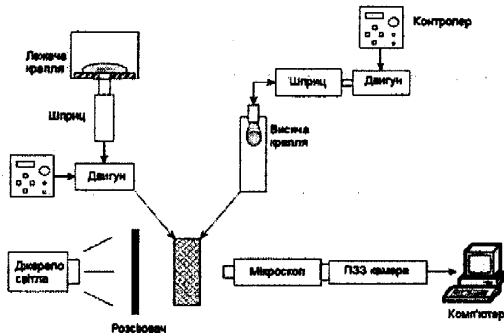 Контролер
Лежача
крапля
Шприц
Двигун
Шприц
Висяча
крапля
Двигун
Джерело
світла
Мікроскоп
ПЗЗ камера
Розсіювач
Комп'ютер